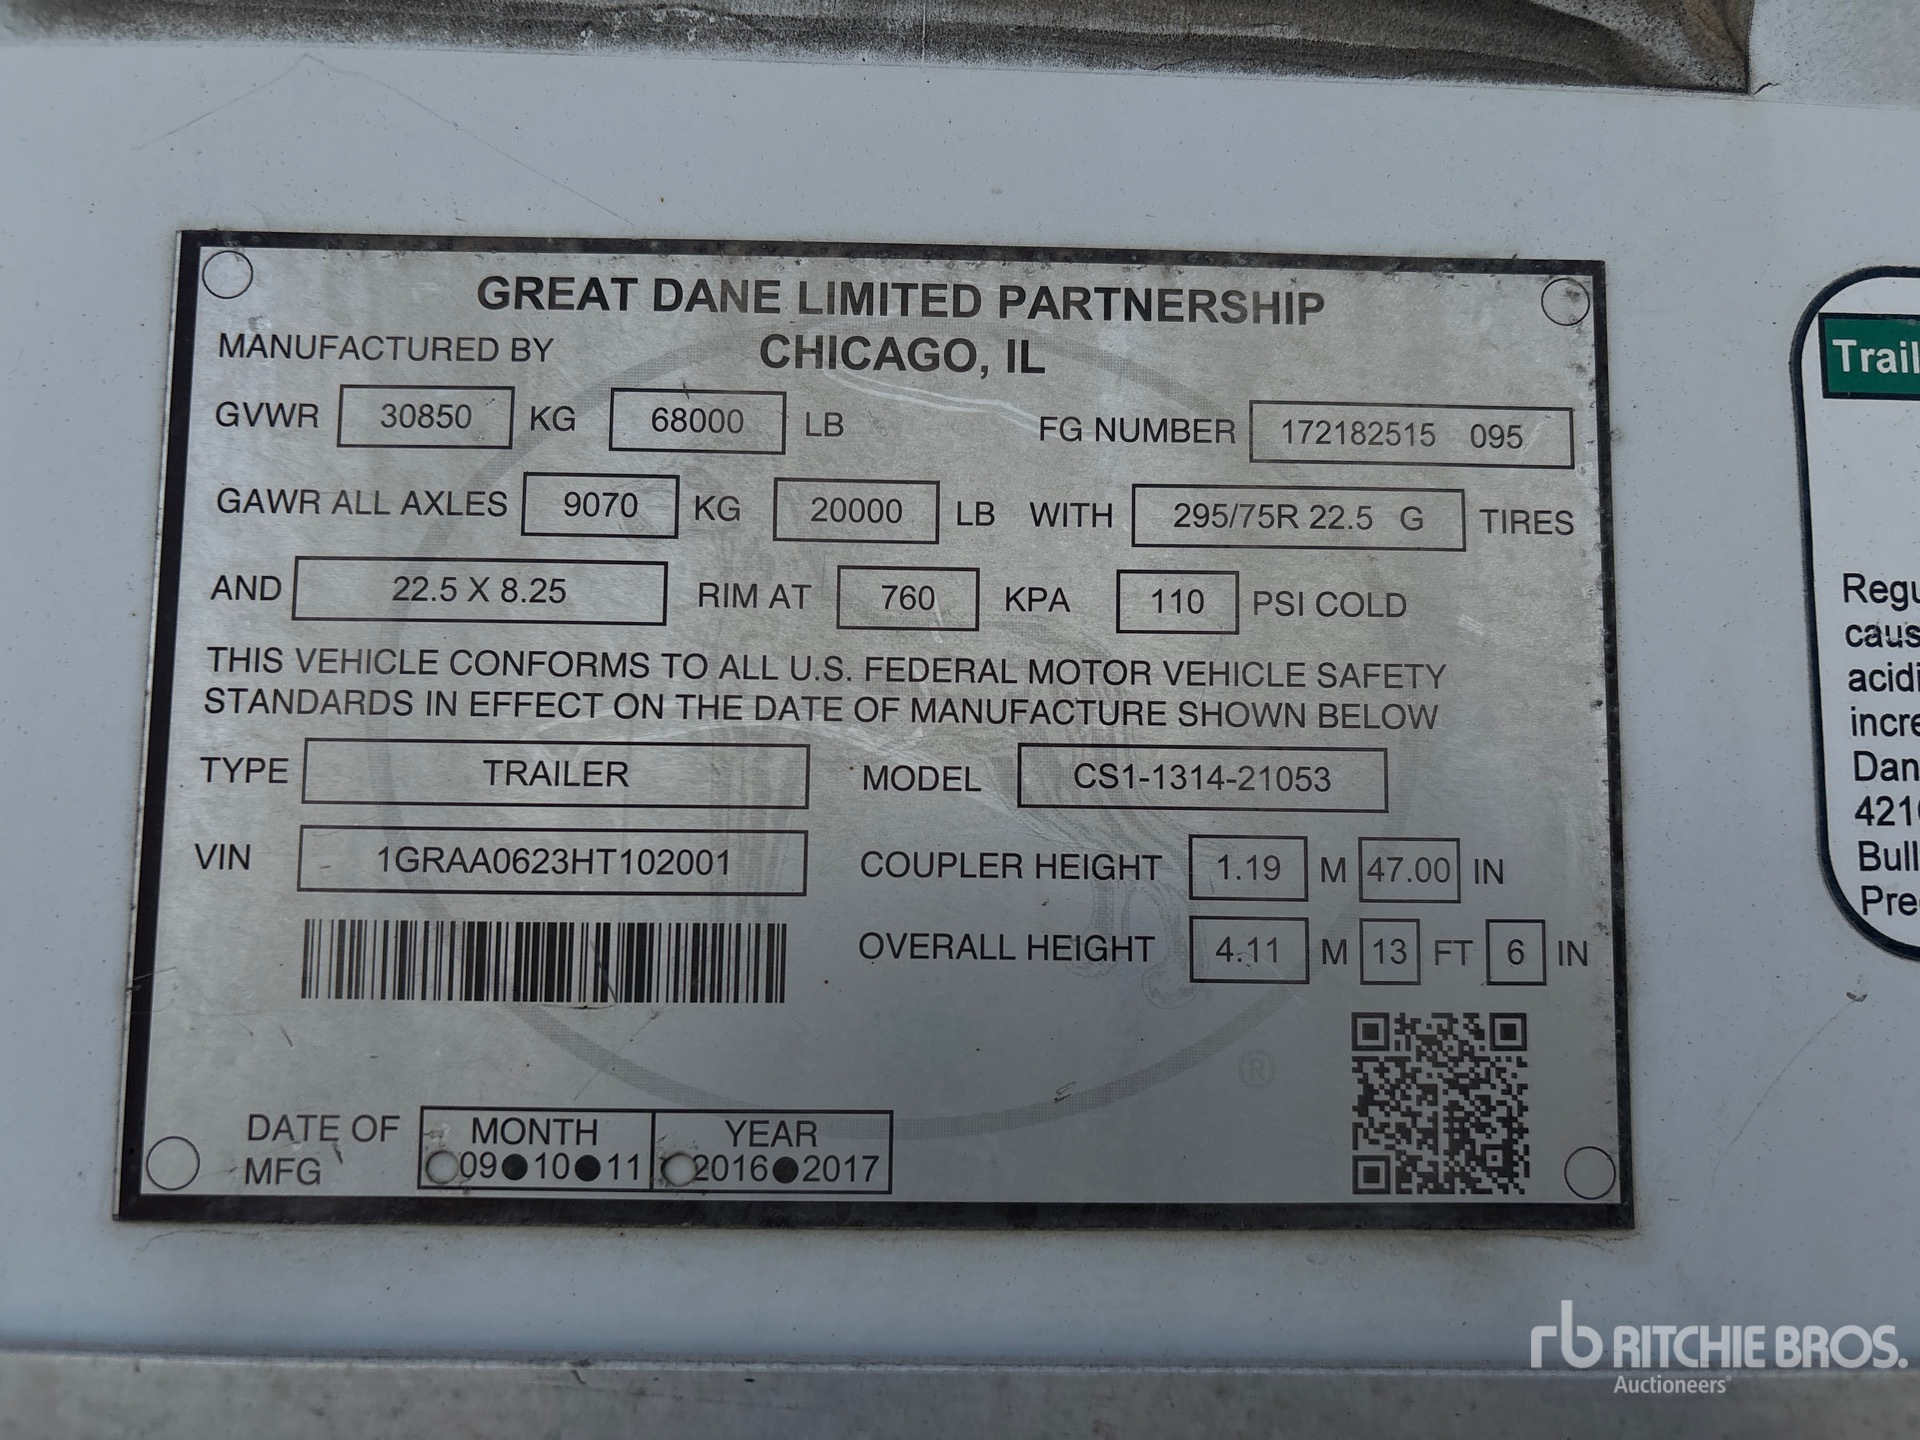 GREAT DANE LIMITED PARTNERSHIP
MANUFACTURED BY CHICAGO, IL
GVWR 30850 KG 68000 LB FG NUMBER 172182515 095
GAWR ALL AXLES 9070 KG 20000 LB WITH 295/75R 22.5 G TIRES
AND 22.5 X 8.25 RIM AT 760 KPA 110 PSI COLD
THIS VEHICLE CONFORMS TO ALL U.S. FEDERAL MOTOR VEHICLE SAFETY
STANDARDS IN EFFECT ON THE DATE OF MANUFACTURE SHOWN BELOW
TYPE TRAILER MODEL CS1-1314-21053
VIN 1GRAA0623HT102001 COUPLER HEIGHT 1.19 M 47.00 IN
OVERALL HEIGHT 4.11 M 13 FT 6 IN
®
DATE OF MFG MONTH YEAR
09 10 11 2016 2017
Trail
Regu
caus
acidi
incre
Dan
421
Bull
Pre
rb RITCHIE BROS.
Auctioneers